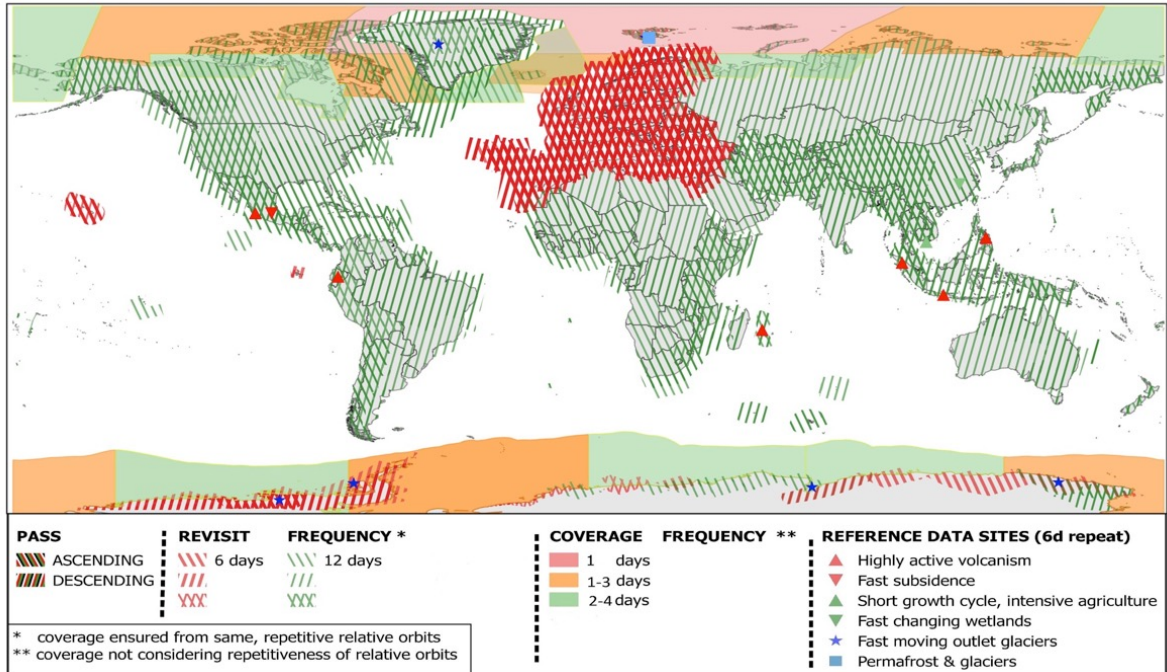 PASS
ASCENDING
DESCENDING
REVISIT FREQUENCY *
6 days 12 days
COVERAGE FREQUENCY **
1 days
1-3 days
2-4 days
REFERENCE DATA SITES (6d repeat)
Highly active volcanism
Fast subsidence
Short growth cycle, intensive agriculture
Fast changing wetlands
Fast moving outlet glaciers
Permafrost & glaciers
* coverage ensured from same, repetitive relative orbits
** coverage not considering repetitiveness of relative orbits